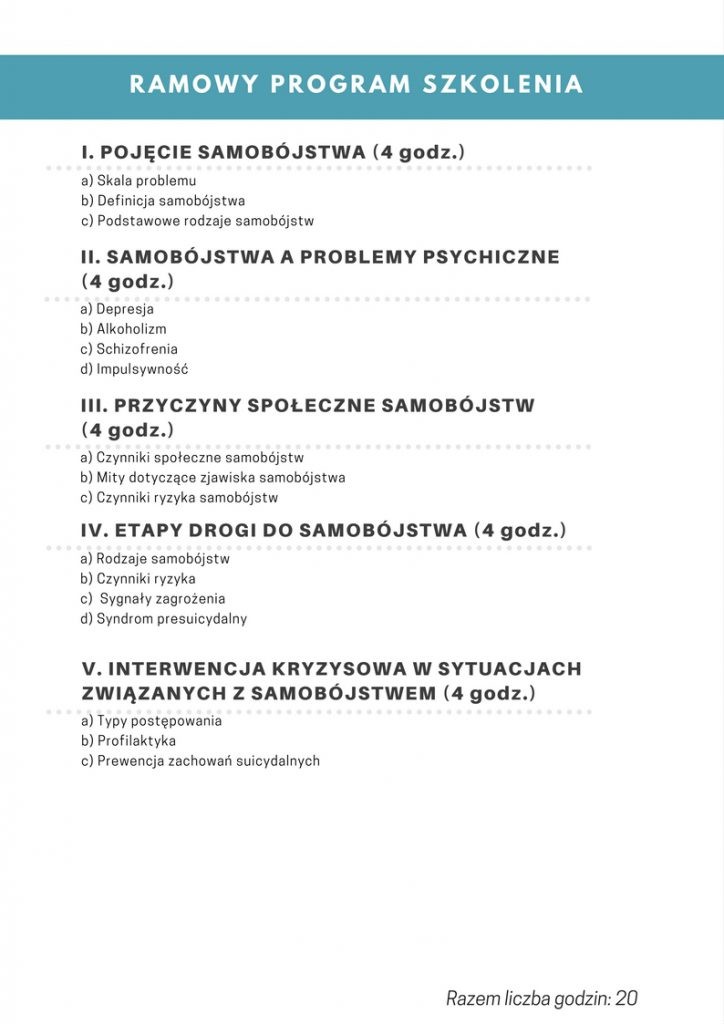 RAMOWY PROGRAM SZKOLENIA
I. POJĘCIE SAMOBÓJSTWA (4 godz.)
a) Skala problemu
b) Definicja samobójstwa
c) Podstawowe rodzaje samobójstw
II. SAMOBÓJSTWA A PROBLEMY PSYCHICZNE
(4 godz.)
a) Depresja
b) Alkoholizm
c) Schizofrenia
d) Impulsywność
III. PRZYCZYNY SPOŁECZNE SAMOBÓJSTW
(4 godz.)
a) Czynniki społeczne samobójstw
b) Mity dotyczące zjawiska samobójstwa
c) Czynniki ryzyka samobójstw
IV. ETAPY DROGI DO SAMOBÓJSTWA (4 godz.)
a) Rodzaje samobójstw
b) Czynniki ryzyka
c) Sygnały zagrożenia
d) Syndrom presuicydalny
V. INTERWENCJA KRYZYSOWA W SYTUACJACH
ZWIĄZANYCH Z SAMOBÓJSTWEM (4 godz.)
a) Typy postępowania
b) Profilaktyka
c) Prewencja zachowań suicydalnych
Razem liczba godzin: 20